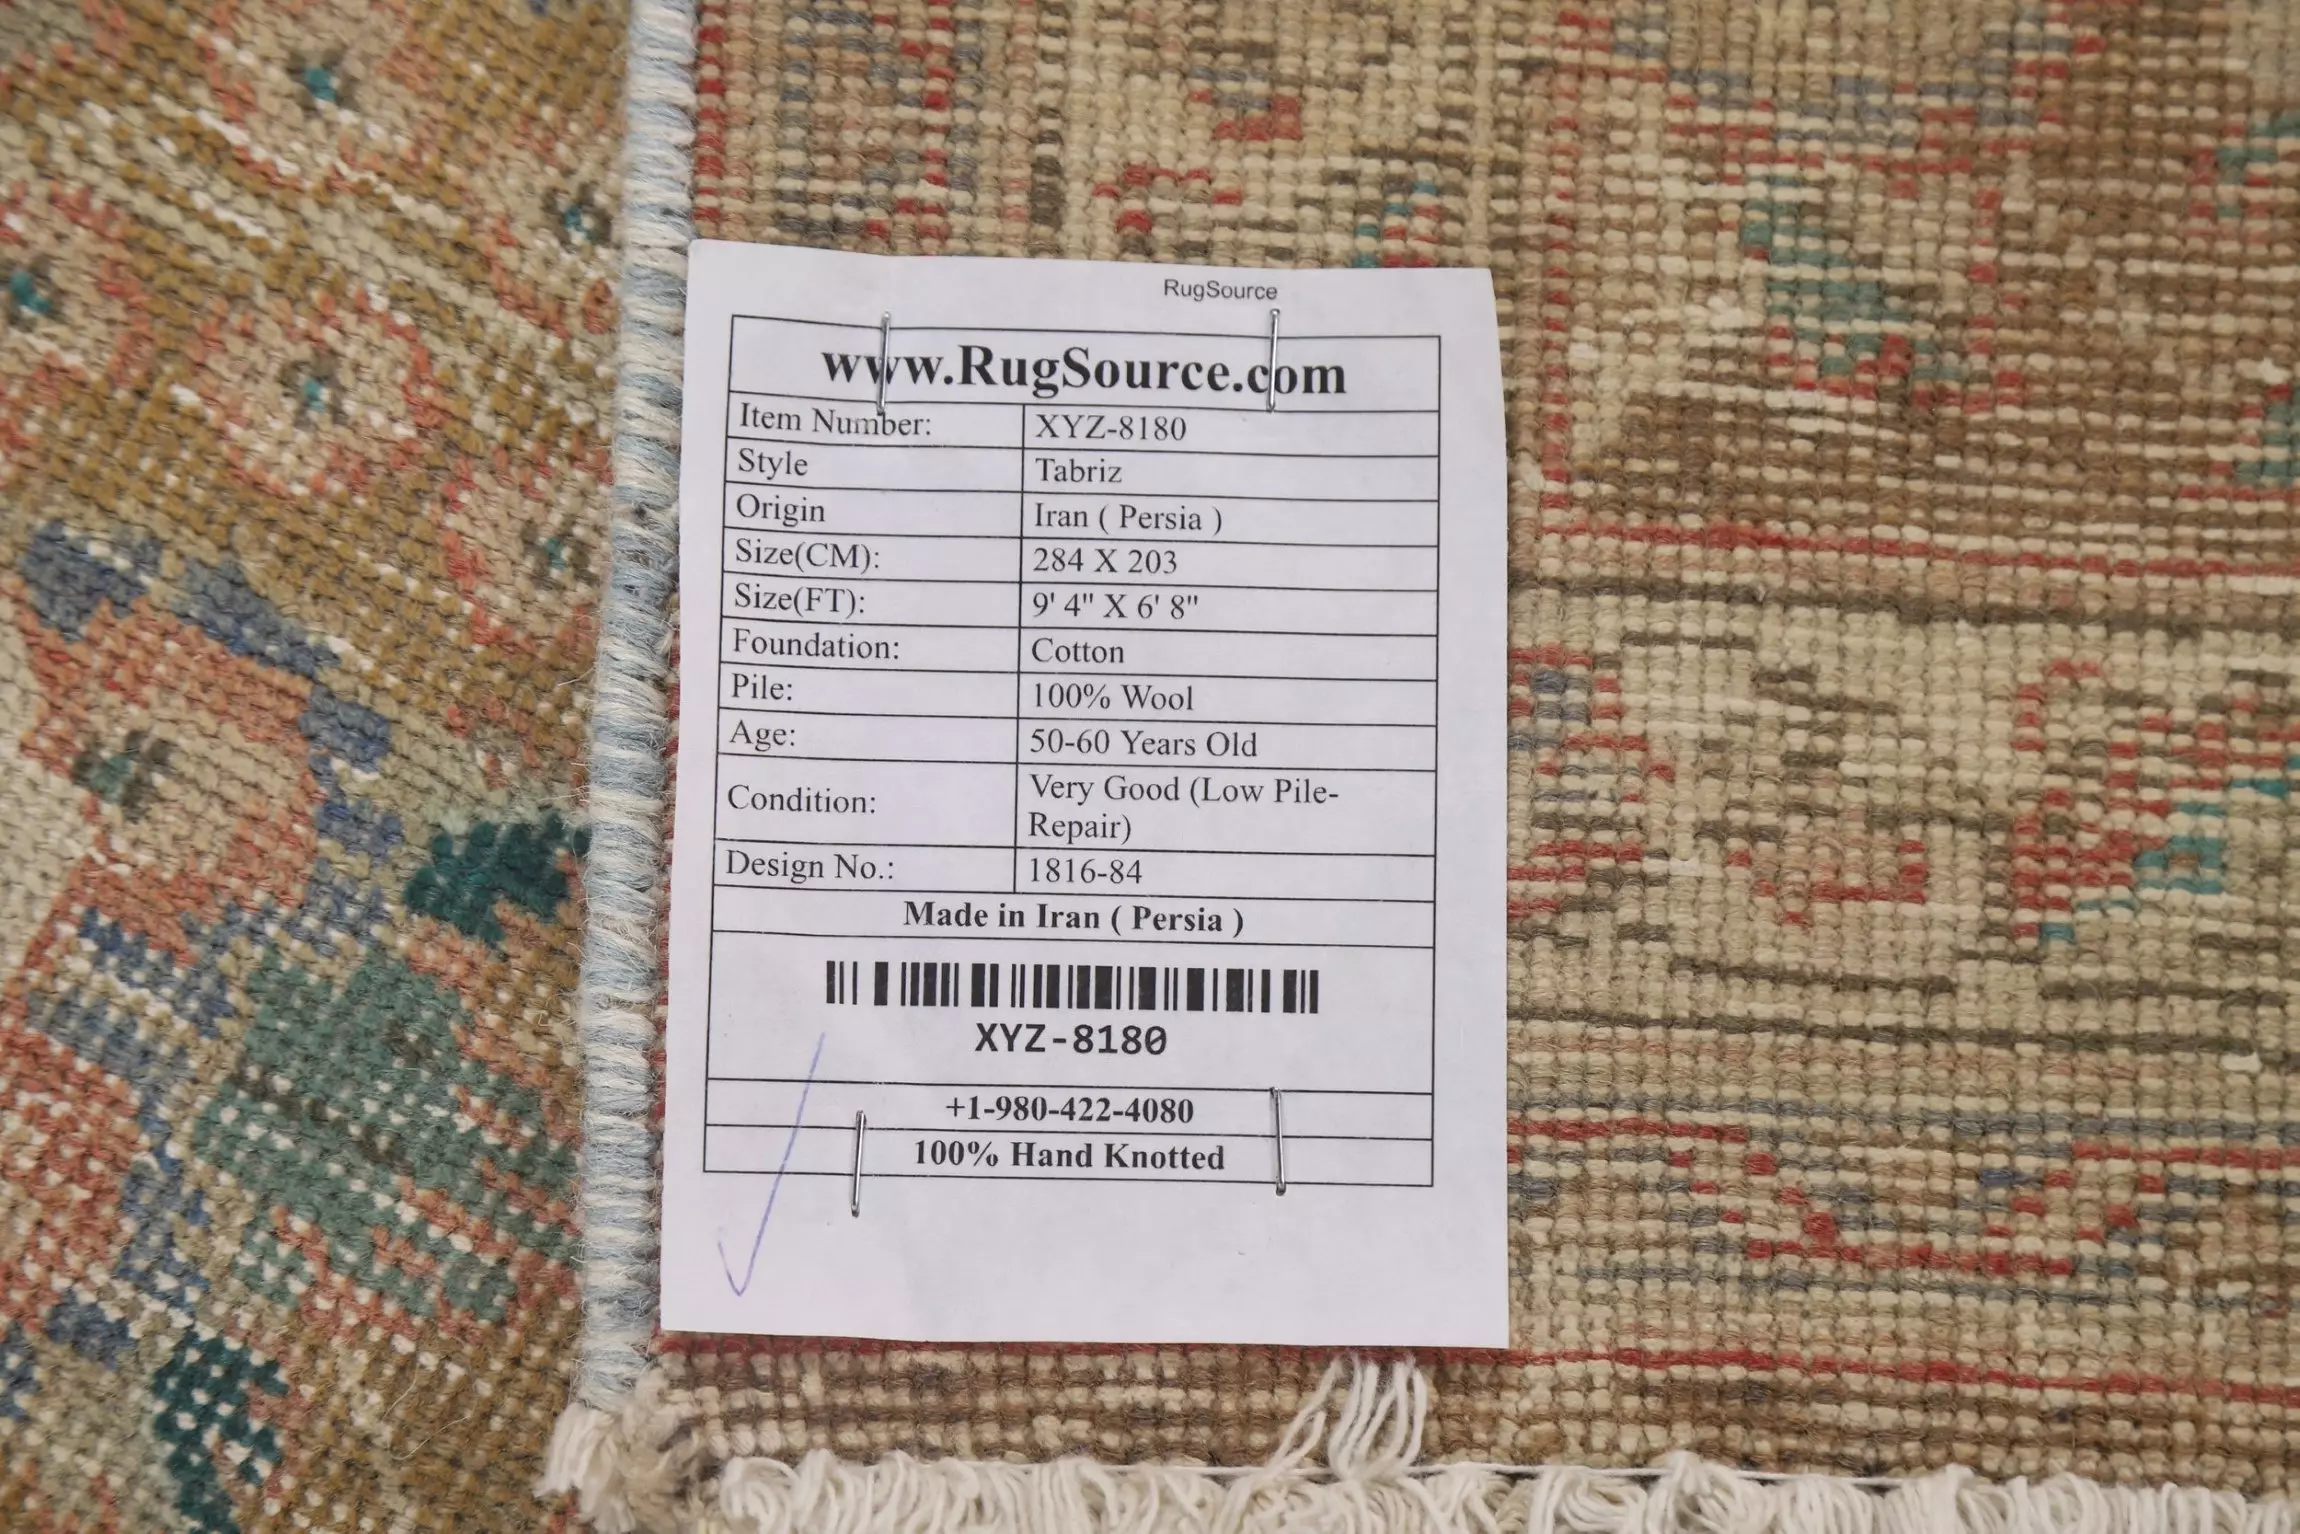 RugSource
www.RugSource.com
Item Number: XYZ-8180
Style Tabriz
Origin Iran ( Persia )
Size(CM): 284 X 203
Size(FT): 9' 4" X 6' 8"
Foundation: Cotton
Pile: 100% Wool
Age: 50-60 Years Old
Condition: Very Good (Low Pile-
Repair)
Design No.: 1816-84
Made in Iran ( Persia )
XYZ-8180
+1-980-422-4080
100% Hand Knotted